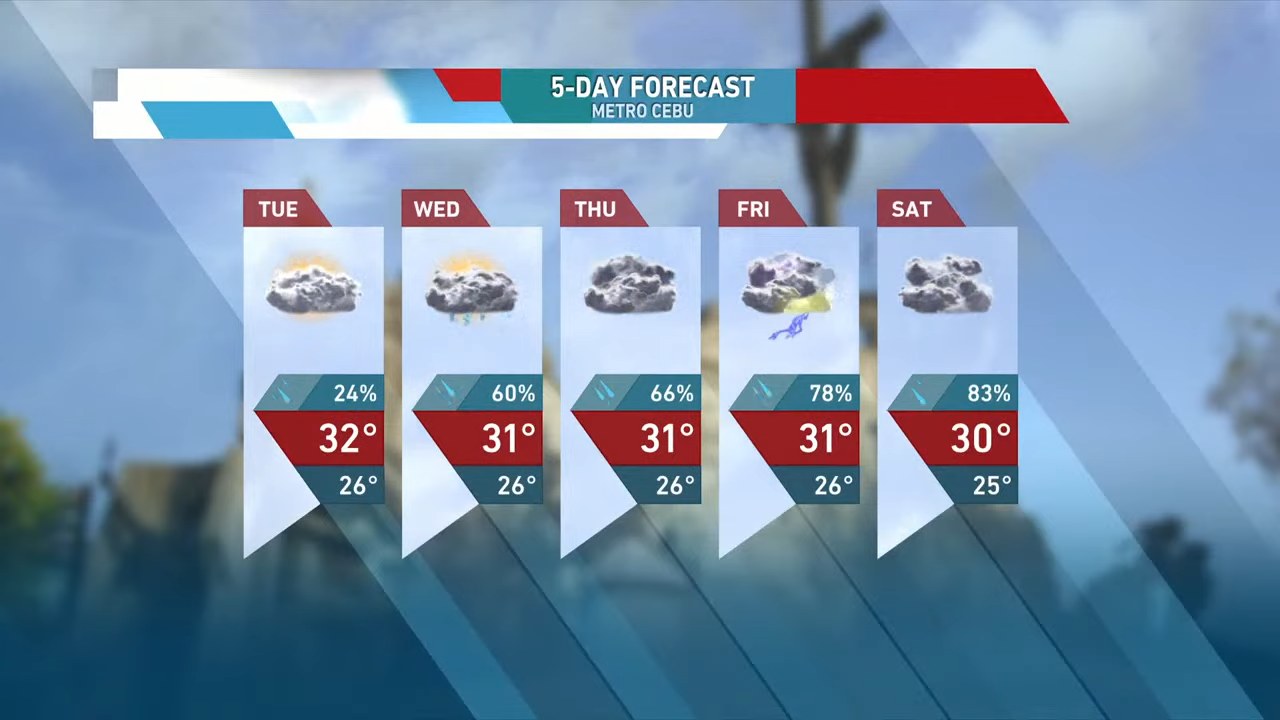 5-DAY FORECAST
METRO CEBU
TUE WED THU FRI SAT
24% 60% 66% 78% 83%
32° 31° 31° 31° 30°
26° 26° 26° 26° 25°